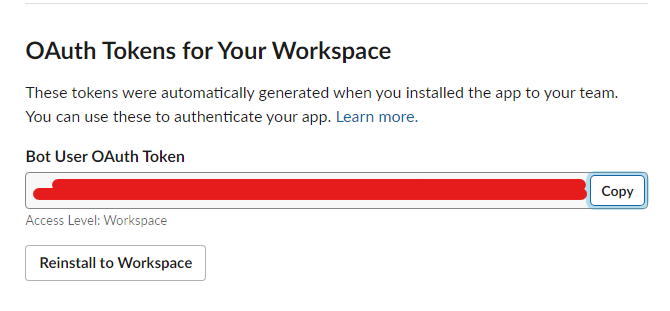 OAuth Tokens for Your Workspace
These tokens were automatically generated when you installed the app to your team.
You can use these to authenticate your app. Learn more.
Bot User OAuth Token
Copy
Access Level: Workspace
Reinstall to Workspace